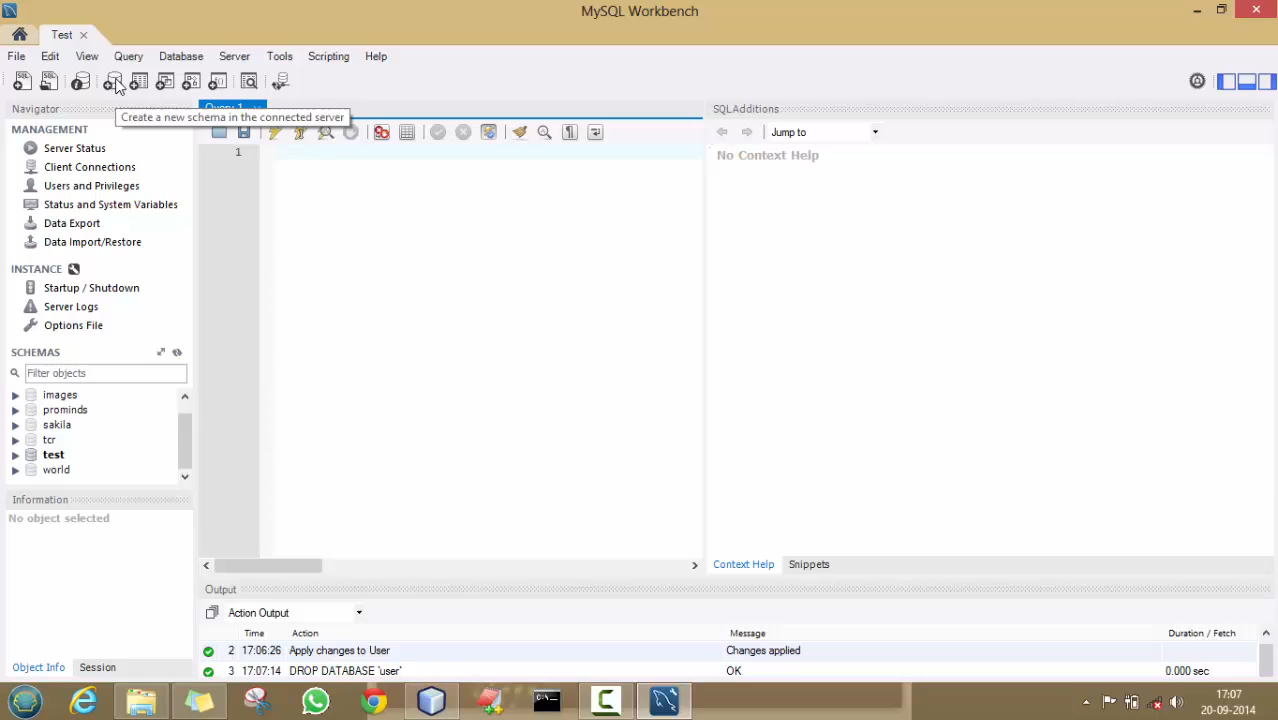 MySQL Workbench
Test
File Edit View Query Database Server Tools Scripting Help
Create a new schema in the connected server
Navigator
MANAGEMENT
Server Status
Client Connections
Users and Privileges
Status and System Variables
Data Export
Data Import/Restore
INSTANCE
Startup / Shutdown
Server Logs
Options File
SCHEMAS
Filter objects
images
prominds
sakila
tcr
test
world
Information
No object selected
Object Info Session
Query 1
1
SQLAdditions
Jump to
No Context Help
Context Help Snippets
Output
Action Output
Time Action Message Duration / Fetch
2 17:06:26 Apply changes to User Changes applied
3 17:07:14 DROP DATABASE `user` OK 0.000 sec
17:07
20-09-2014